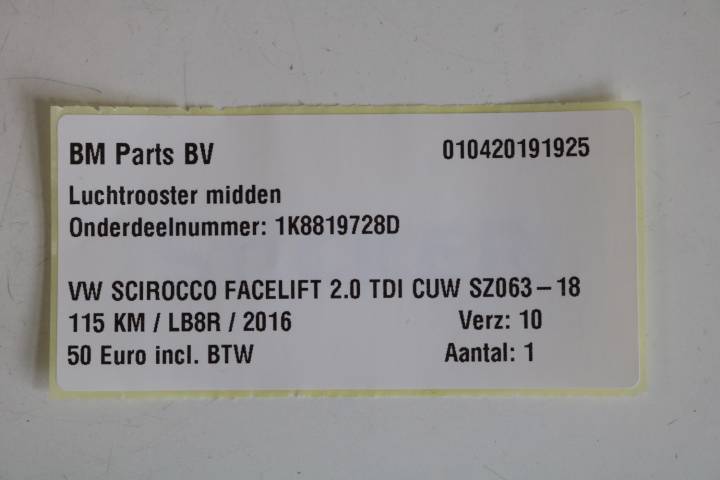 BM Parts BV 010420191925
Luchtrooster midden
Onderdeelnummer: 1K8819728D
VW SCIROCCO FACELIFT 2.0 TDI CUW SZ063-18
115 KM / LB8R / 2016 Verz: 10
50 Euro incl. BTW Aantal: 1